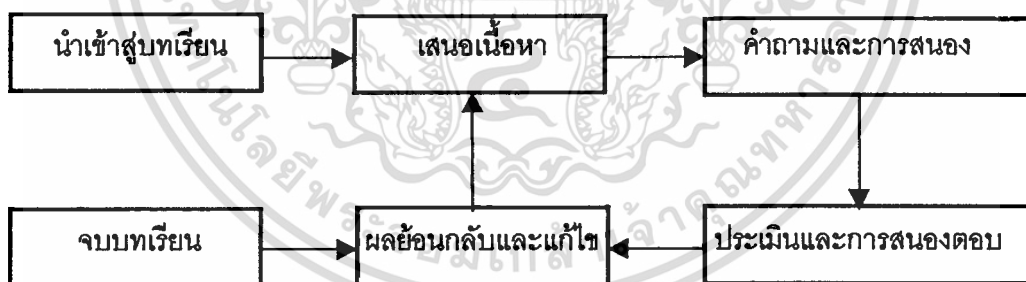 นำเข้าสู่บทเรียน
เสนอเนื้อหา
คำถามและการสนอง
จบบทเรียน
ผลย้อนกลับและแก้ไข
ประเมินและการสนองตอบ